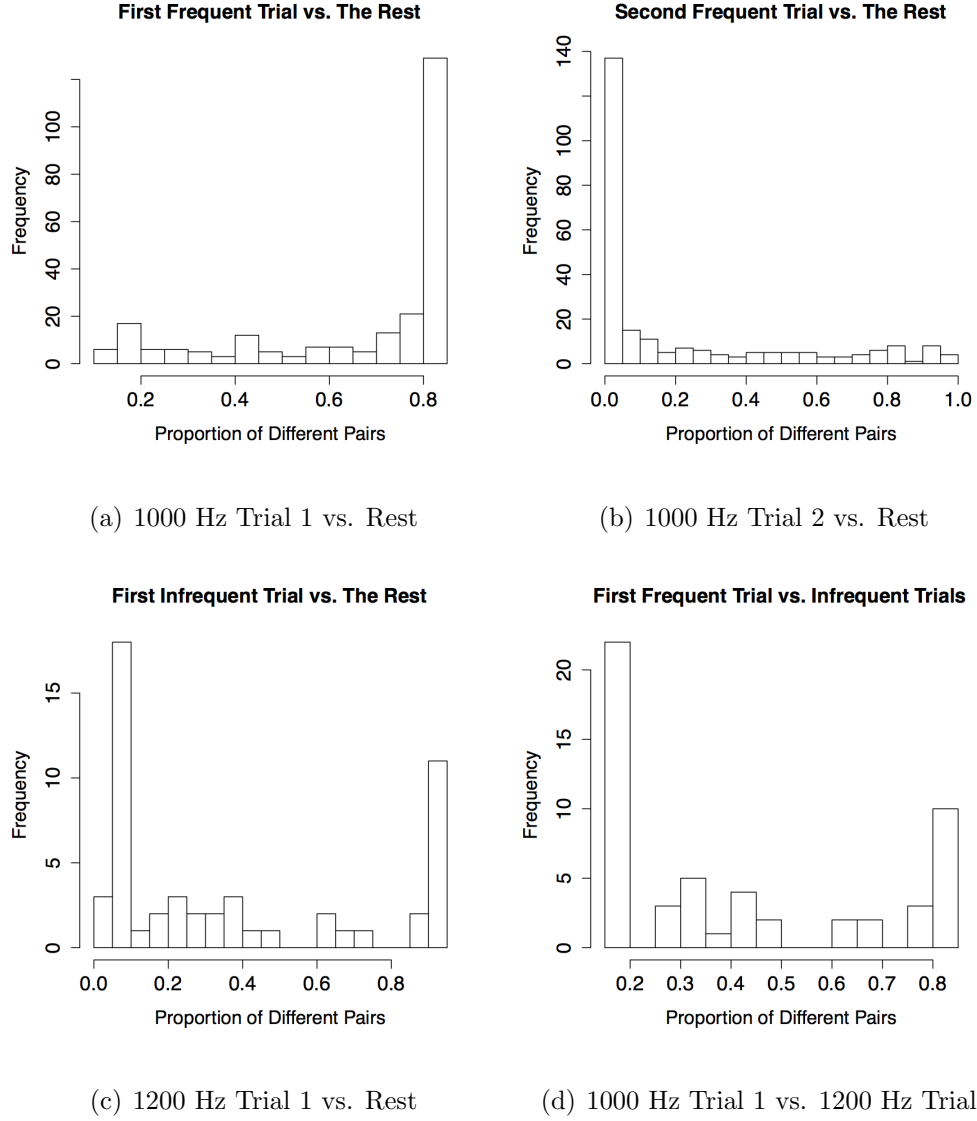 First Frequent Trial vs. The Rest
Frequency
0
20
40
60
80
100
0.2 0.4 0.6 0.8
Proportion of Different Pairs
(a) 1000 Hz Trial 1 vs. Rest
Second Frequent Trial vs. The Rest
Frequency
0
20
40
60
80
100
140
0.0 0.2 0.4 0.6 0.8 1.0
Proportion of Different Pairs
(b) 1000 Hz Trial 2 vs. Rest
First Infrequent Trial vs. The Rest
Frequency
0
5
10
15
0.0 0.2 0.4 0.6 0.8
Proportion of Different Pairs
(c) 1200 Hz Trial 1 vs. Rest
First Frequent Trial vs. Infrequent Trials
Frequency
0
5
10
15
20
0.2 0.3 0.4 0.5 0.6 0.7 0.8
Proportion of Different Pairs
(d) 1000 Hz Trial 1 vs. 1200 Hz Trial